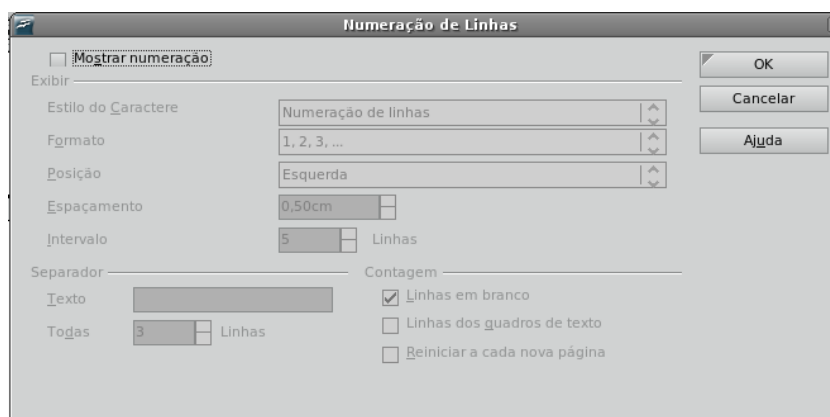 Numeração de Linhas
Mostrar numeração
OK
Exibir
Cancelar
Estilo do Caractere
Numeração de linhas
Formato
1, 2, 3, ...
Ajuda
Posição
Esquerda
Espaçamento
0,50cm
Intervalo
5
Linhas
Separador
Contagem
Texto
Linhas em branco
Todas
3
Linhas
Linhas dos quadros de texto
Reiniciar a cada nova página